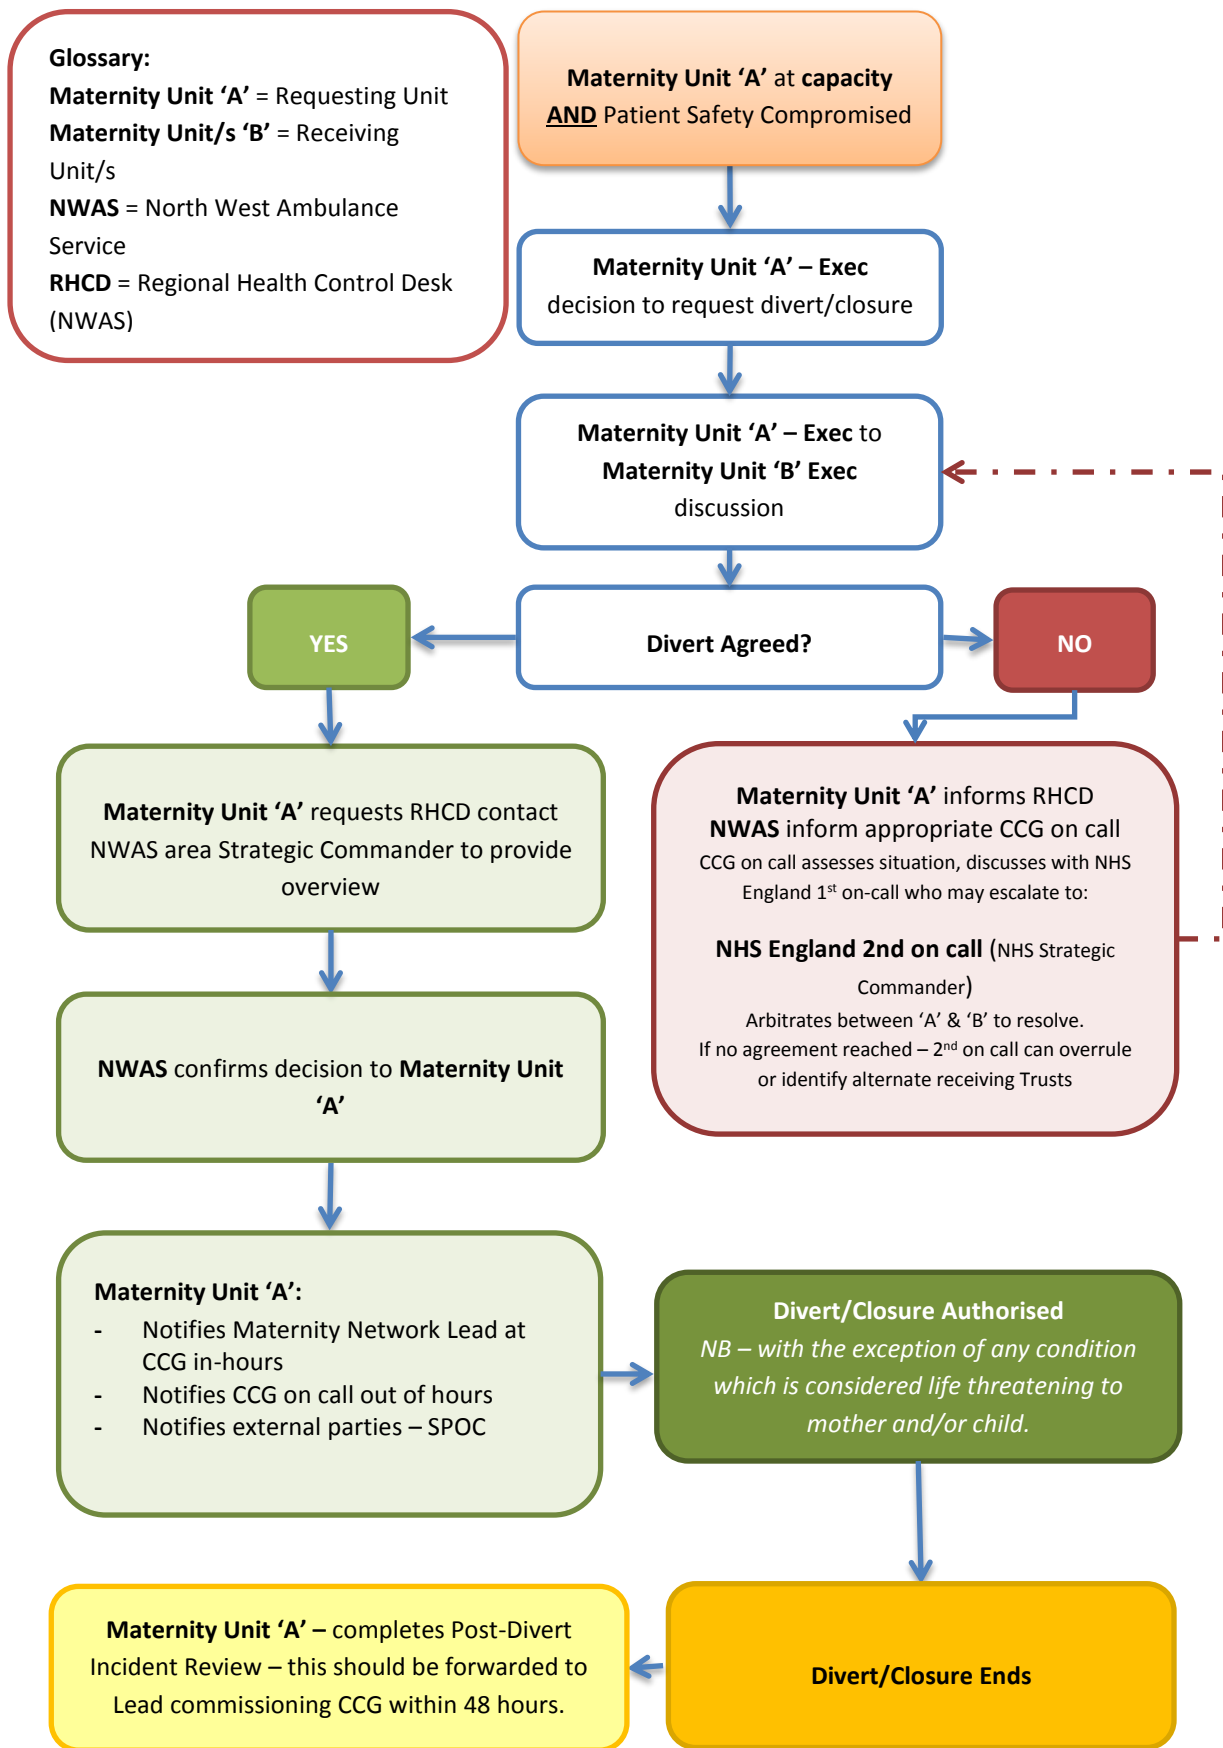 Glossary:
Maternity Unit ‘A’ = Requesting Unit
Maternity Unit/s ‘B’ = Receiving
Unit/s
NWAS = North West Ambulance
Service
RHCD = Regional Health Control Desk
(NWAS)
Maternity Unit ‘A’ at capacity
AND Patient Safety Compromised
Maternity Unit ‘A’ – Exec
decision to request divert/closure
Maternity Unit ‘A’ – Exec to
Maternity Unit ‘B’ Exec
discussion
Divert Agreed?
YES
NO
Maternity Unit ‘A’ requests RHCD contact
NWAS area Strategic Commander to provide
overview
Maternity Unit ‘A’ informs RHCD
NWAS inform appropriate CCG on call
CCG on call assesses situation, discusses with NHS
England 1st on-call who may escalate to:
NHS England 2nd on call (NHS Strategic
Commander)
Arbitrates between ‘A’ & ‘B’ to resolve.
If no agreement reached – 2nd on call can overrule
or identify alternate receiving Trusts
NWAS confirms decision to Maternity Unit
‘A’
Maternity Unit ‘A’:
- Notifies Maternity Network Lead at
CCG in-hours
- Notifies CCG on call out of hours
- Notifies external parties – SPOC
Divert/Closure Authorised
NB – with the exception of any condition
which is considered life threatening to
mother and/or child.
Maternity Unit ‘A’ – completes Post-Divert
Incident Review – this should be forwarded to
Lead commissioning CCG within 48 hours.
Divert/Closure Ends